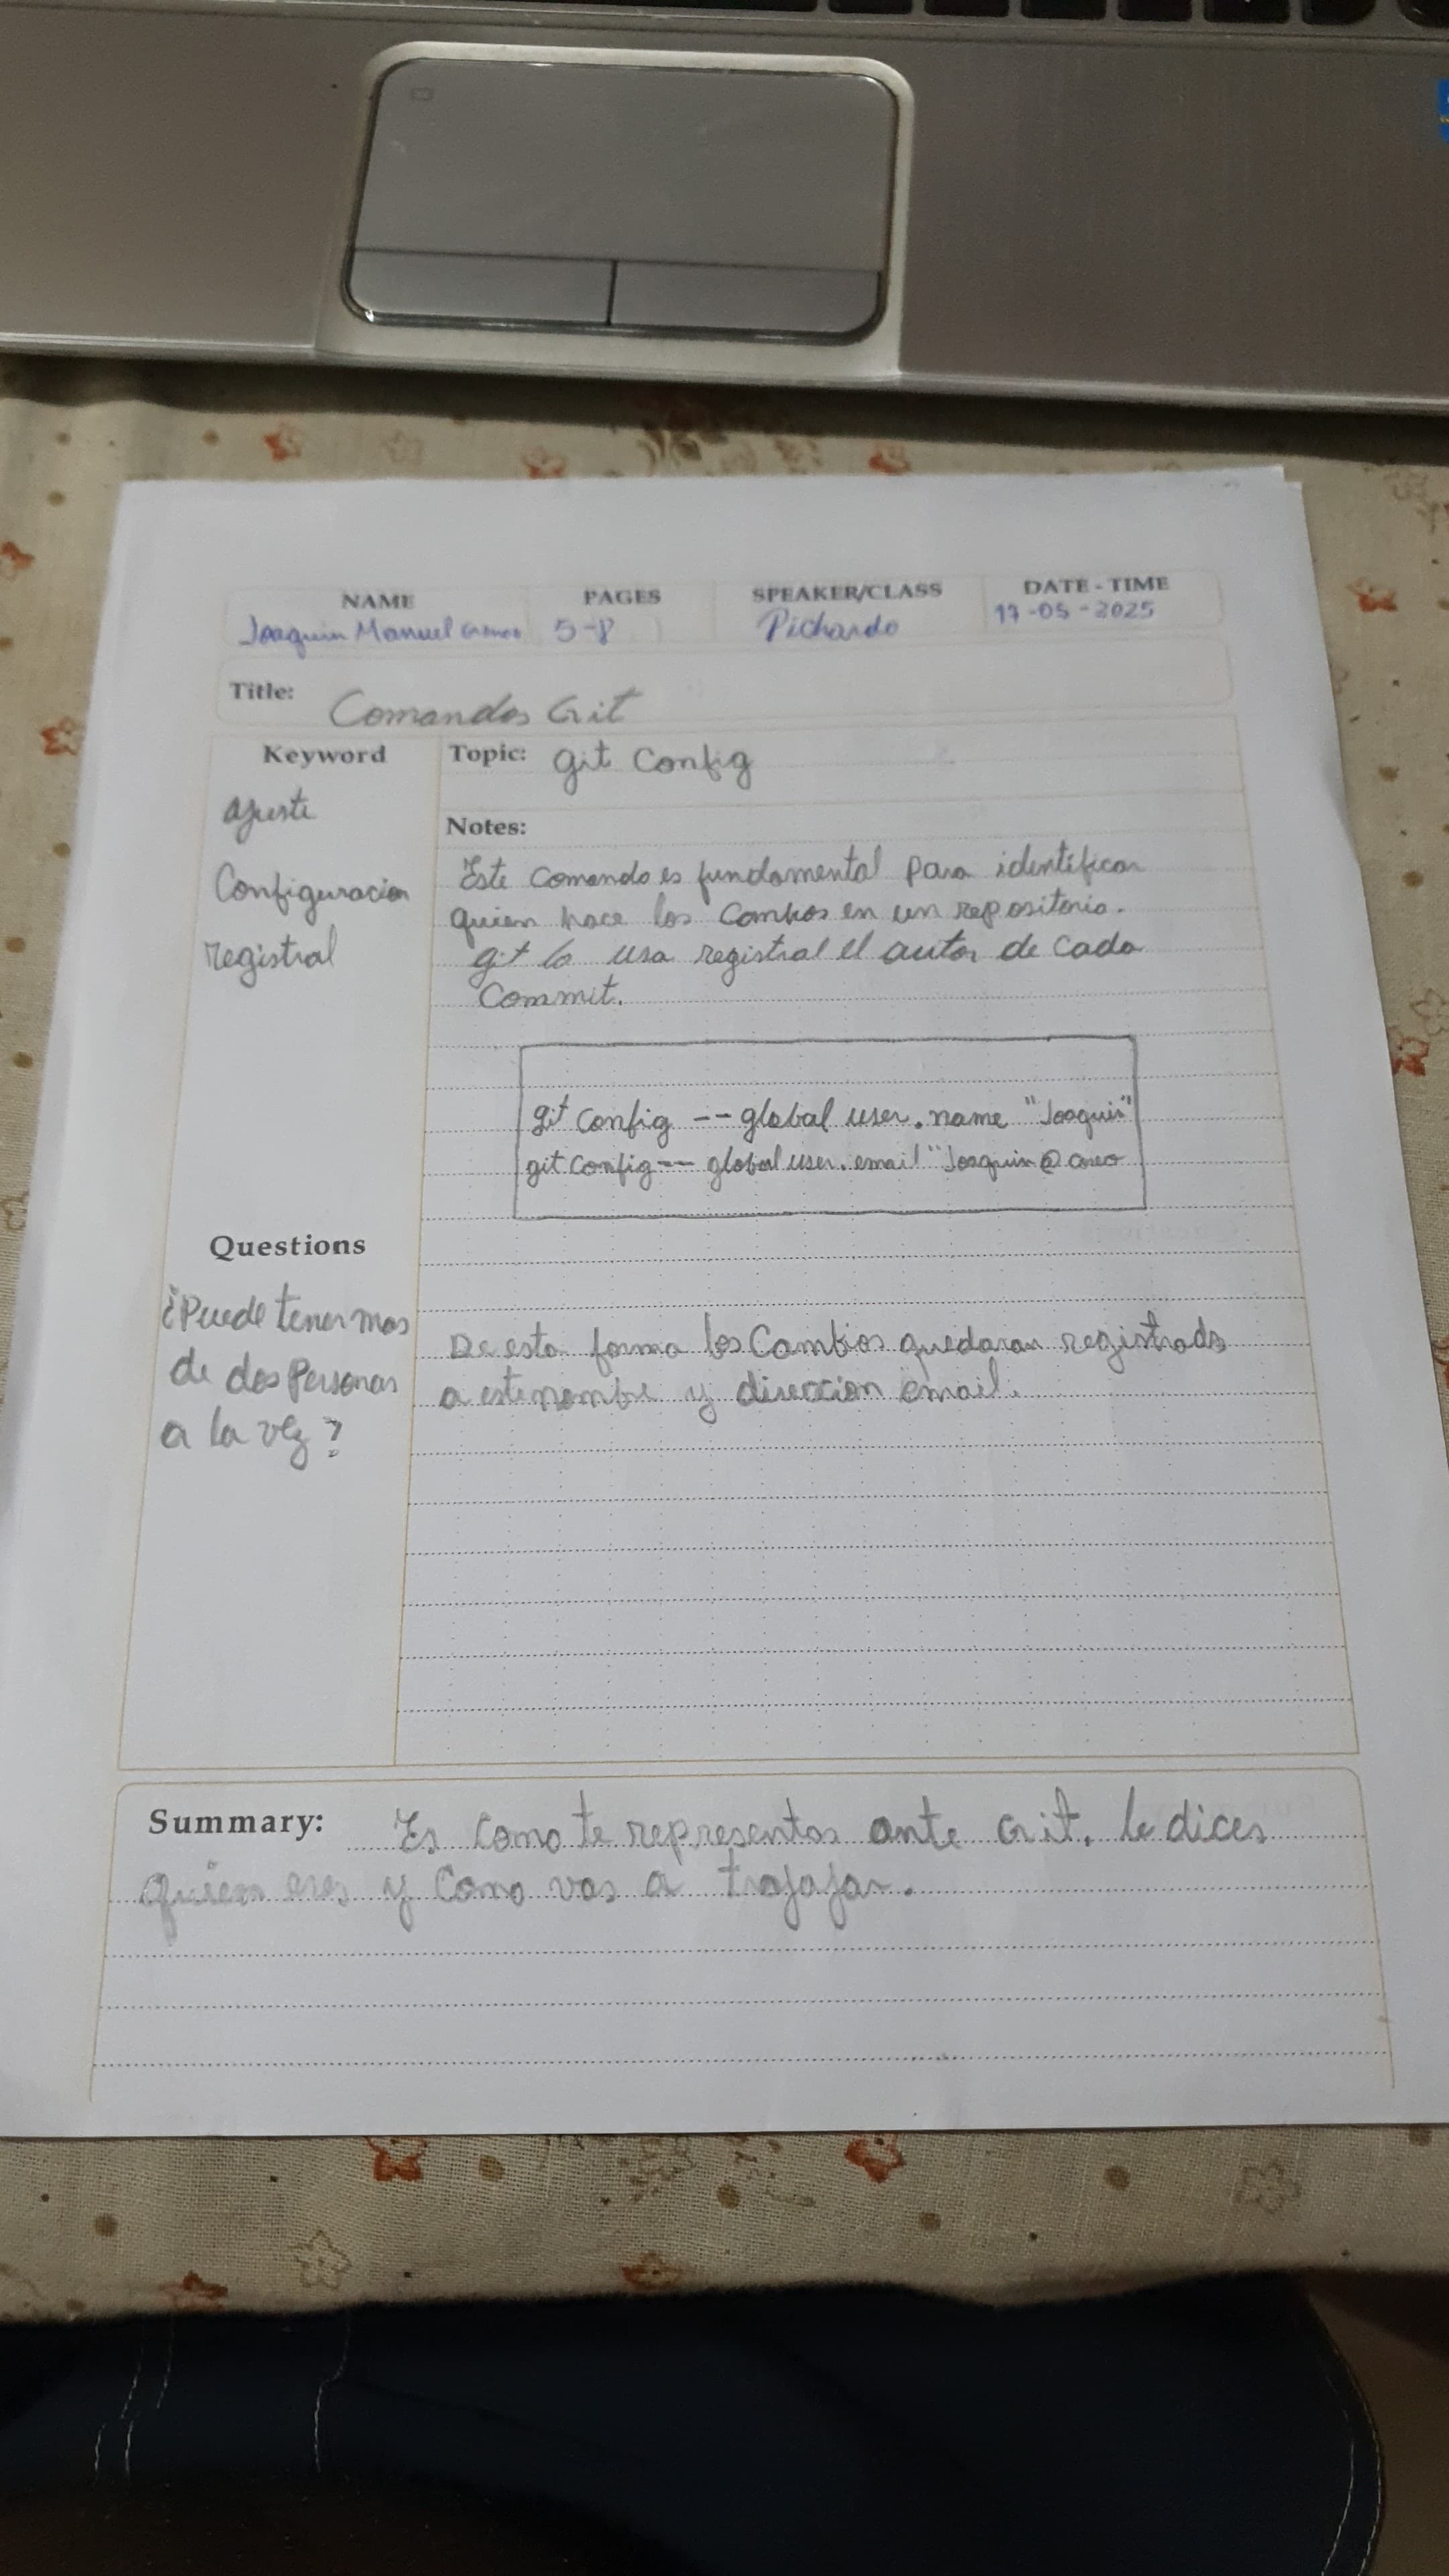 NAME PAGES SPEAKER/CLASS DATE - TIME
Joaquin Manuel 5-8 Pichardo 17-05-2025
Title: Comandos Git
Keyword
ajuste
Configuracion
registral
Topic: git Config
Notes:
Este comando es fundamental para identificar
quien hace los cambios en un repositorio.
git lo usa registral el autor de cada
Commit.
git config -- global user.name "Joaquin"
git config -- global user.email "Joaquin@
Questions
¿Puede tener mas
de dos personas
a la vez?
De esta forma los Cambios quedaran registrado
a este nombre y direccion email.
Summary: Es como te representas ante Git, le dices
quien eres y como vas a trajajar.